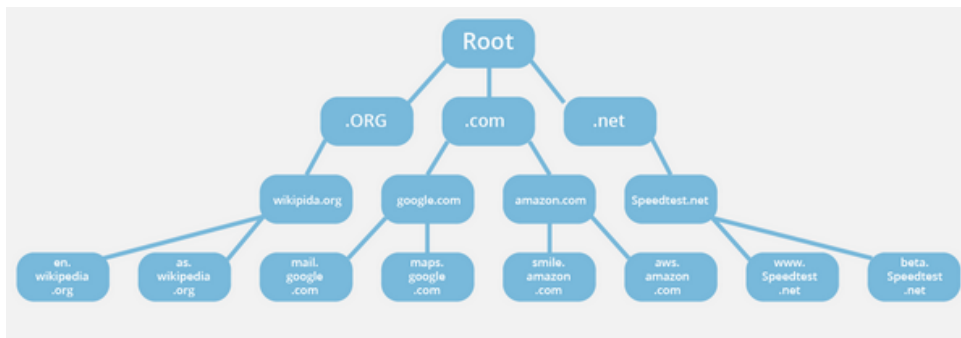 Root
.ORG
.com
.net
wikipida.org
google.com
amazon.com
Speedtest.net
en.
wikipedia
.org
as.
wikipedia
.org
mail.
google
.com
maps.
google
.com
smile.
amazon
.com
aws.
amazon
.com
www.
Speedtest
.net
beta.
Speedtest
.net